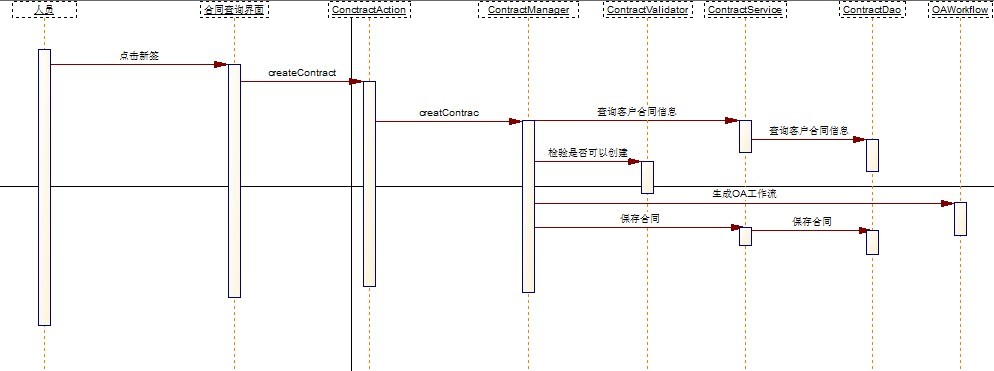 人员
合同查询界面
ConctractAction
ContractManager
ContractValidator
ContractService
ContractDao
OAWorkflow
点击新签
createContract
creatContrac
查询客户合同信息
查询客户合同信息
检验是否可以创建
生成OA工作流
保存合同
保存合同